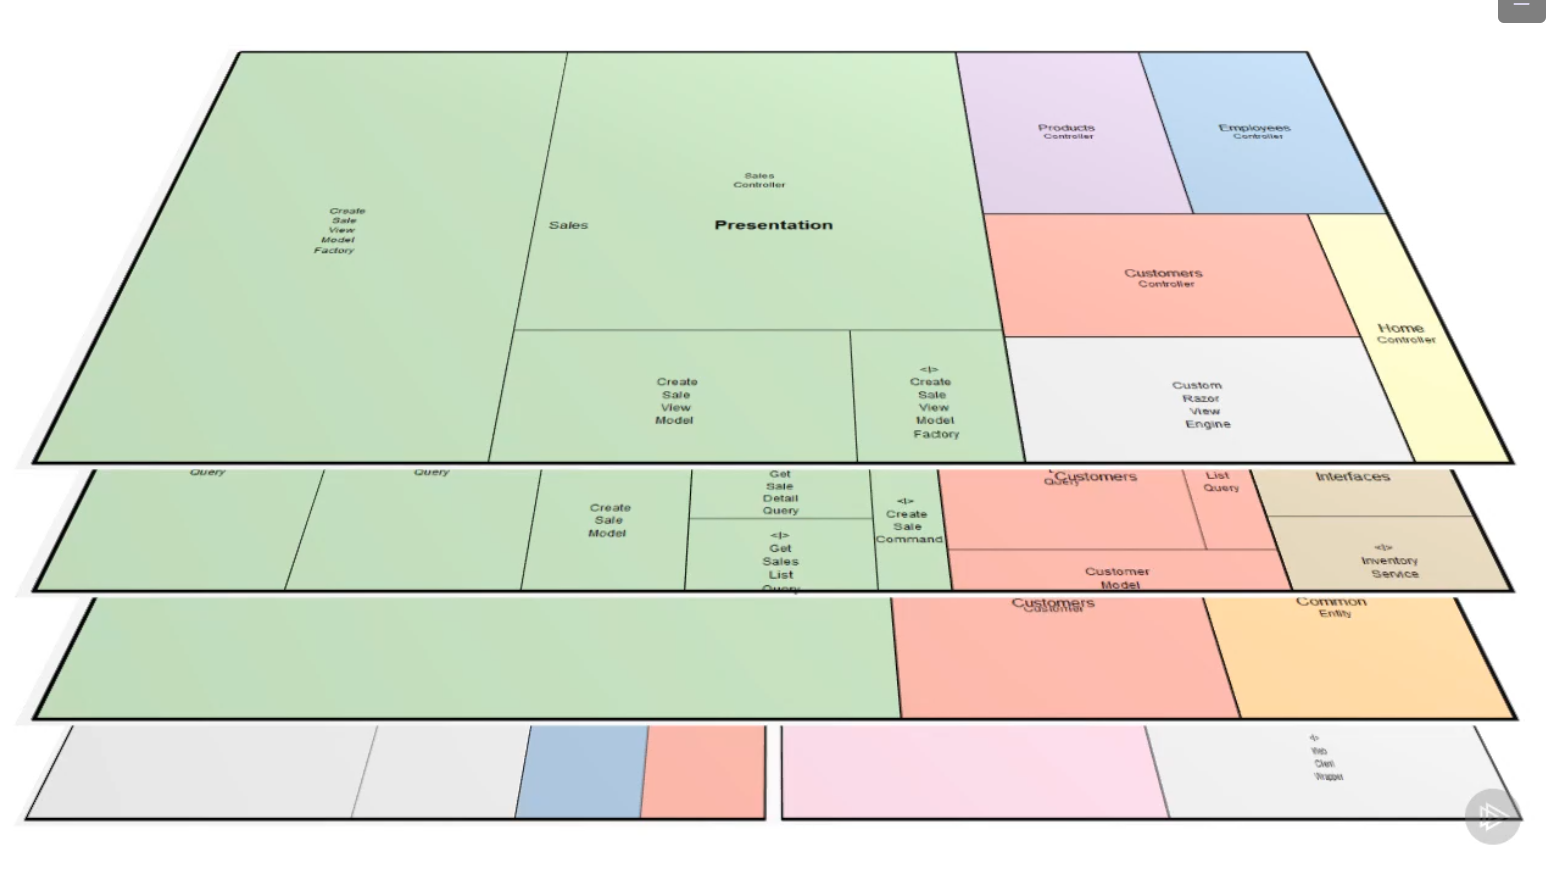 Create
Sale
View
Model
Factory
Sales
Sales
Controller
Presentation
Products
Controller
Employees
Controller
Customers
Controller
Home
Controller
Create
Sale
View
Model
<I>
Create
Sale
View
Model
Factory
Custom
Razor
View
Engine
Query
Query
Create
Sale
Model
Get
Sale
Detail
Query
<I>
Get
Sales
List
Query
<I>
Create
Sale
Command
Customers
Query
List
Query
Customer
Model
Interfaces
<I>
Inventory
Service
Customers
Customer
Common
Entity
<I>
Web
Client
Wrapper